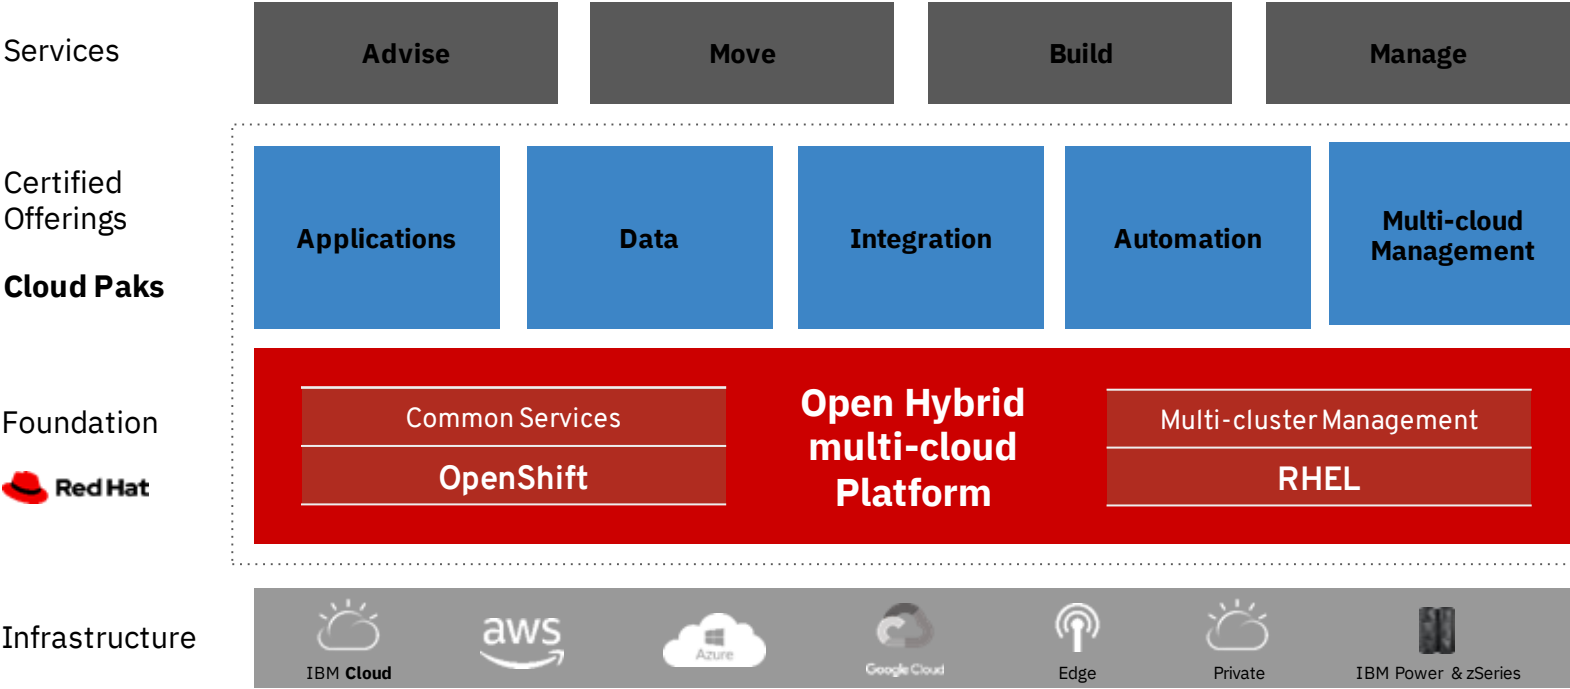 Services
Advise
Move
Build
Manage
Certified
Offerings
Cloud Paks
Applications
Data
Integration
Automation
Multi-cloud
Management
Foundation
Red Hat
Common Services
OpenShift
Open Hybrid
multi-cloud
Platform
Multi-cluster Management
RHEL
Infrastructure
IBM Cloud
aws
Azure
Google Cloud
Edge
Private
IBM Power & zSeries